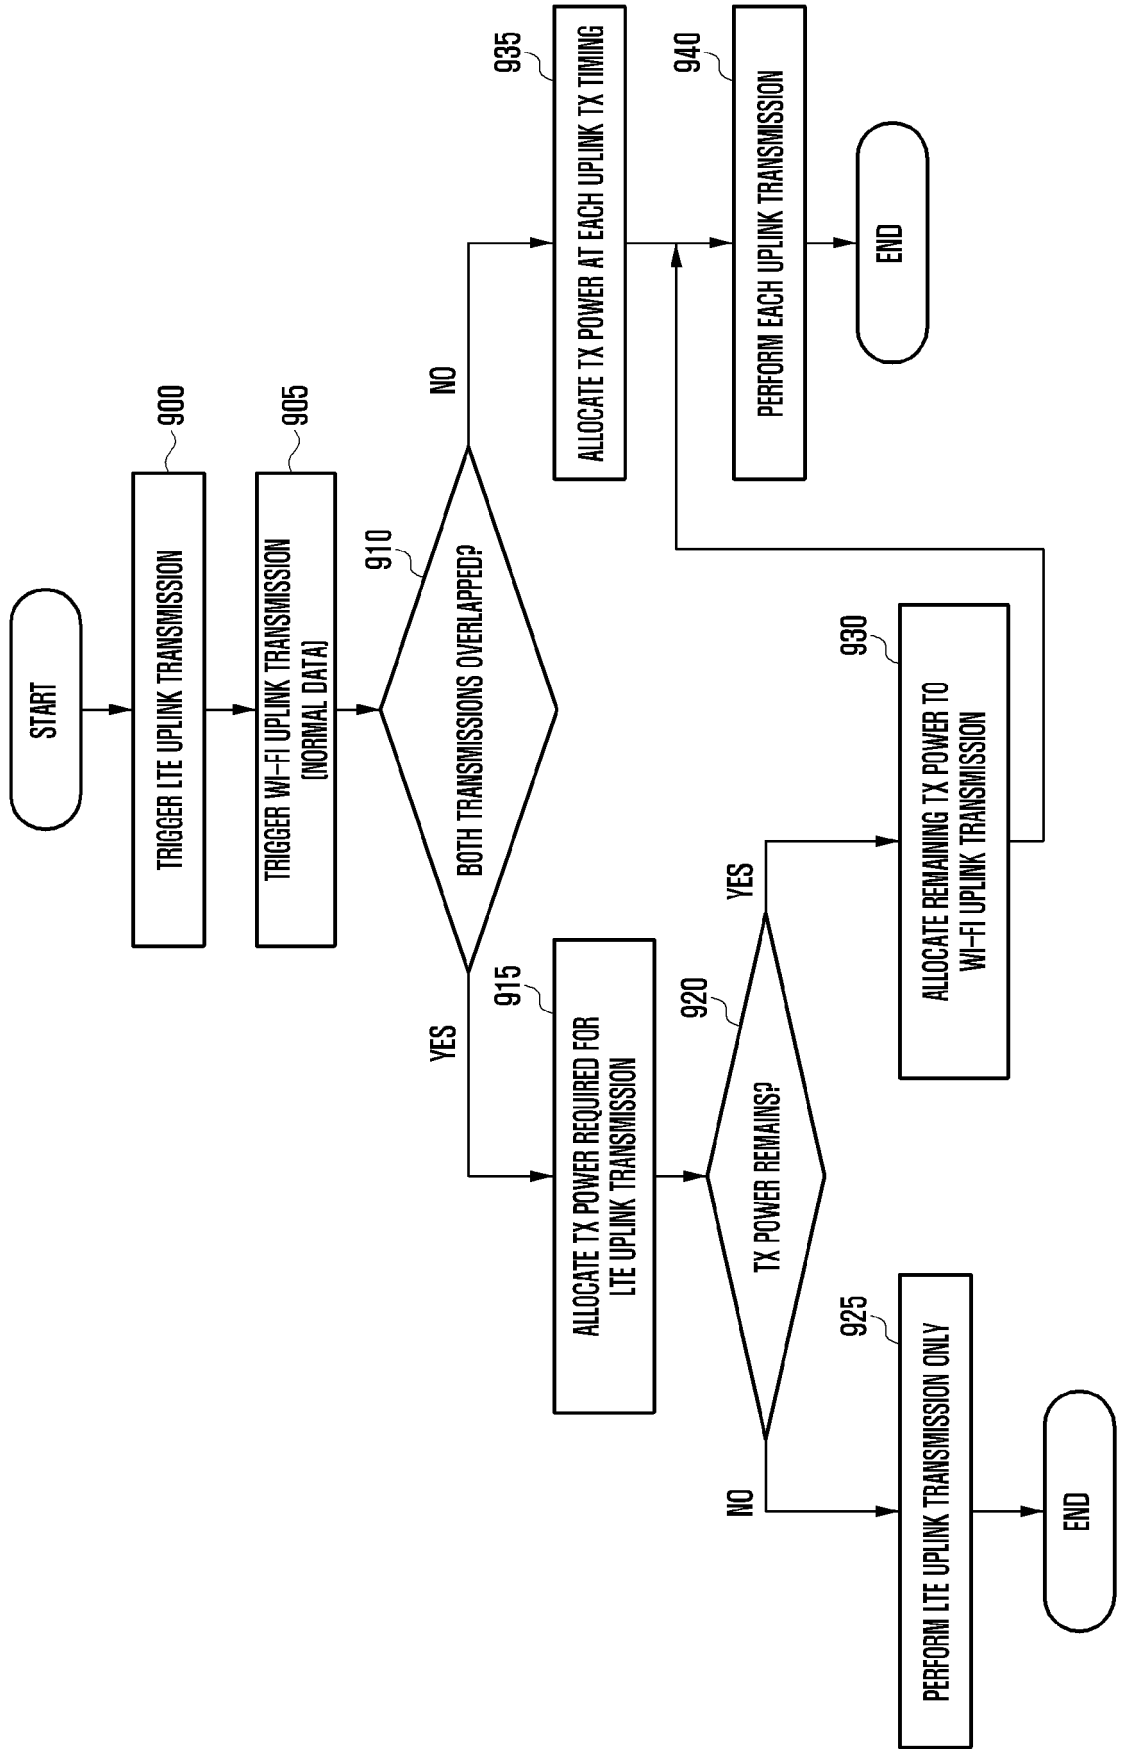 START
TRIGGER LTE UPLINK TRANSMISSION
900
TRIGGER WI-FI UPLINK TRANSMISSION
(NORMAL DATA)
905
BOTH TRANSMISSIONS OVERLAPPED?
910
YES
NO
ALLOCATE TX POWER REQUIRED FOR
LTE UPLINK TRANSMISSION
915
ALLOCATE TX POWER AT EACH UPLINK TX TIMING
935
TX POWER REMAINS?
920
NO
YES
PERFORM EACH UPLINK TRANSMISSION
940
PERFORM LTE UPLINK TRANSMISSION ONLY
925
ALLOCATE REMAINING TX POWER TO
WI-FI UPLINK TRANSMISSION
930
END
END